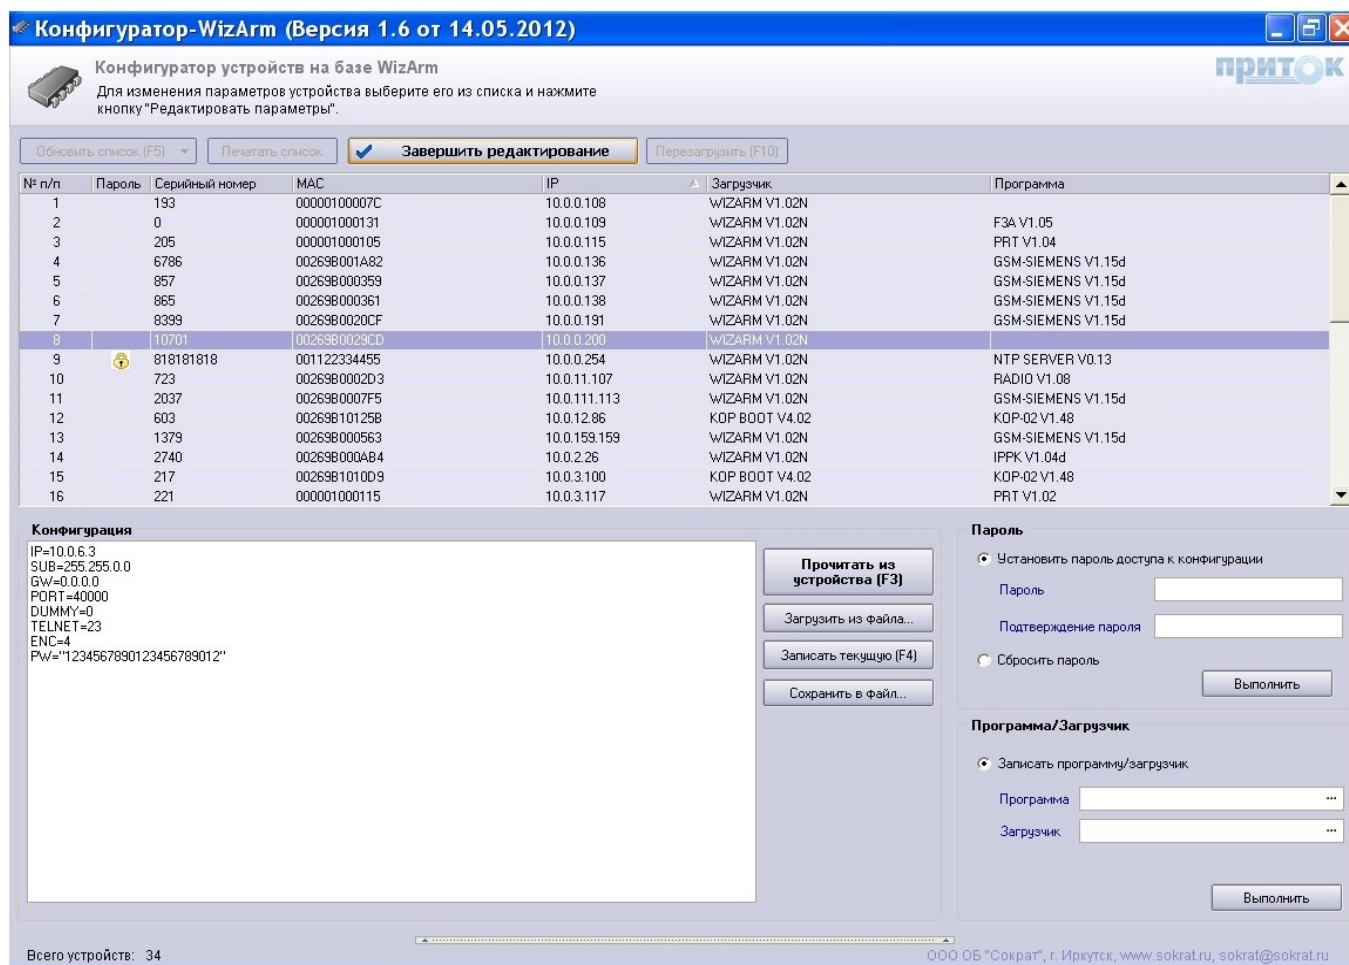 Конфигуратор-WizArm (Версия 1.6 от 14.05.2012)
Конфигуратор устройств на базе WizArm
приток
Для изменения параметров устройства выберите его из списка и нажмите
кнопку "Редактировать параметры".
Обновить список (F5) Печатать список Завершить редактирование Перезагрузить (F10)
№ п/п Пароль Серийный номер MAC IP Загрузчик Программа
1 193 00000100007C 10.0.0.108 WIZARM V1.02N
2 0 000001000131 10.0.0.109 WIZARM V1.02N F3A V1.05
3 205 000001000105 10.0.0.115 WIZARM V1.02N PRT V1.04
4 6786 00269B001A82 10.0.0.136 WIZARM V1.02N GSM-SIEMENS V1.15d
5 857 00269B000359 10.0.0.137 WIZARM V1.02N GSM-SIEMENS V1.15d
6 865 00269B000361 10.0.0.138 WIZARM V1.02N GSM-SIEMENS V1.15d
7 8399 00269B0020CF 10.0.0.191 WIZARM V1.02N GSM-SIEMENS V1.15d
8 10701 00269B0029CD 10.0.0.200 WIZARM V1.02N
9 818181818 001122334455 10.0.0.254 WIZARM V1.02N NTP SERVER V0.13
10 723 00269B0002D3 10.0.11.107 WIZARM V1.02N RADIO V1.08
11 2037 00269B0007F5 10.0.111.113 WIZARM V1.02N GSM-SIEMENS V1.15d
12 603 00269B10125B 10.0.12.86 KOP BOOT V4.02 KOP-02 V1.48
13 1379 00269B000563 10.0.159.159 WIZARM V1.02N GSM-SIEMENS V1.15d
14 2740 00269B000AB4 10.0.2.26 WIZARM V1.02N IPPK V1.04d
15 217 00269B1010D9 10.0.3.100 KOP BOOT V4.02 KOP-02 V1.48
16 221 000001000115 10.0.3.117 WIZARM V1.02N PRT V1.02
Конфигурация
IP=10.0.6.3
SUB=255.255.0.0
GW=0.0.0.0
PORT=40000
DUMMY=0
TELNET=23
ENC=4
PW="1234567890123456789012"
Прочитать из
устройства (F3)
Загрузить из файла...
Записать текущую (F4)
Сохранить в файл...
Пароль
Установить пароль доступа к конфигурации
Пароль
Подтверждение пароля
Сбросить пароль
Выполнить
Программа/Загрузчик
Записать программу/загрузчик
Программа ...
Загрузчик ...
Выполнить
Всего устройств: 34
ООО ОБ "Сократ", г. Иркутск, www.sokrat.ru, sokrat@sokrat.ru